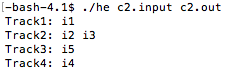 [-bash-4.1$ ./he c2.input c2.out
Track1: i1
Track2: i2 i3
Track3: i5
Track4: i4